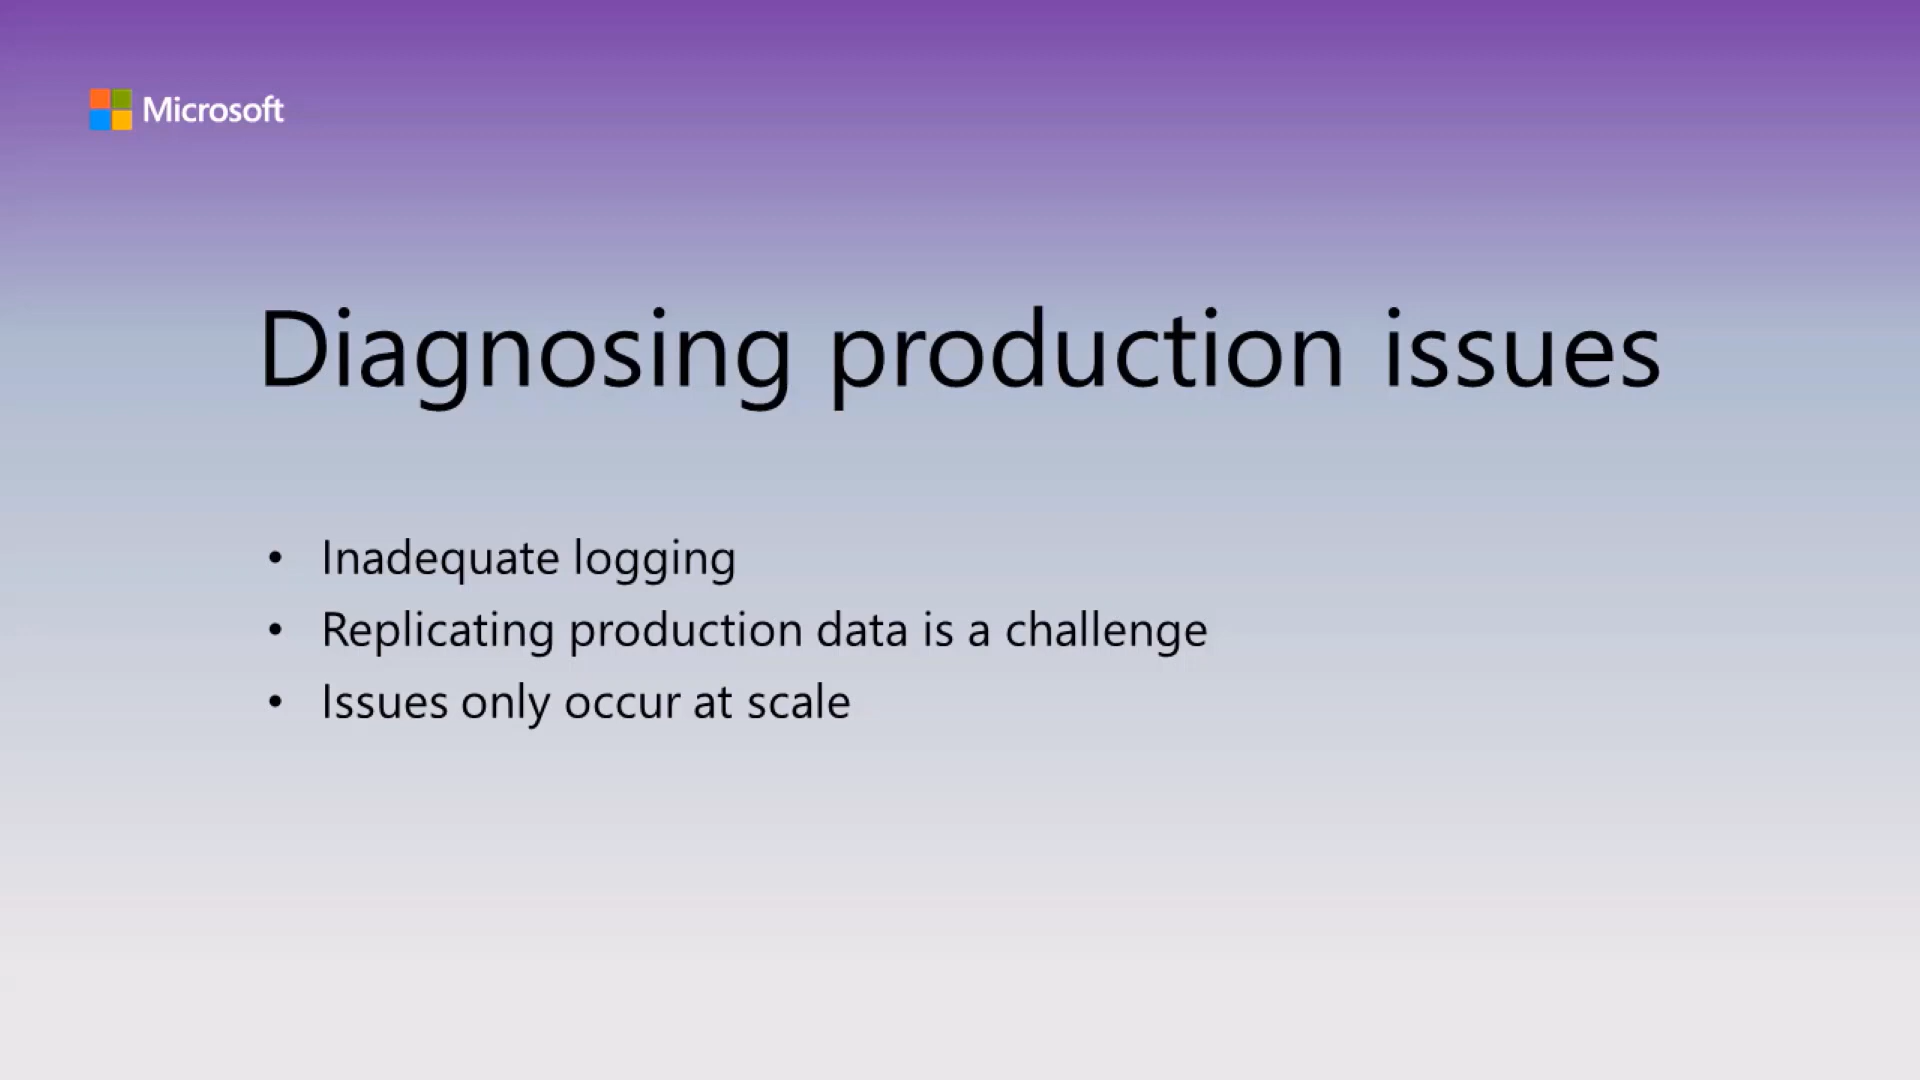 Microsoft
Diagnosing production issues
• Inadequate logging
• Replicating production data is a challenge
• Issues only occur at scale